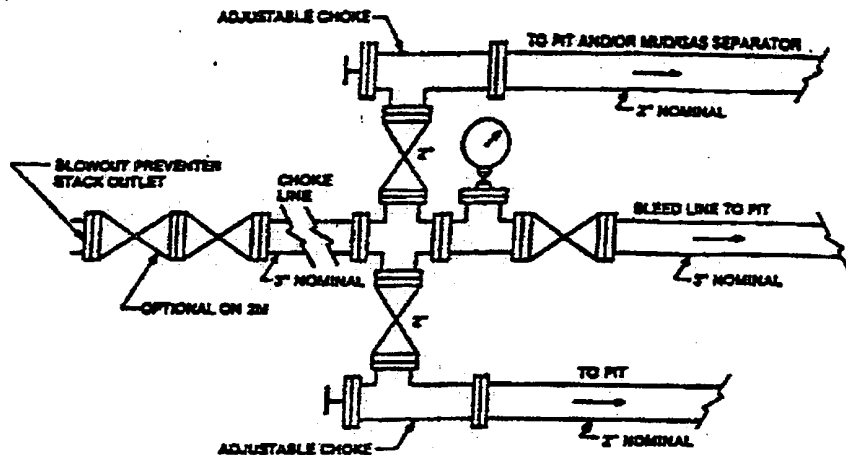 ADJUSTABLE CHOKE
TO PIT AND/OR MUD/GAS SEPARATOR
2" NOMINAL
2"
BLOWOUT PREVENTER
STACK OUTLET
CHOKE
LINE
BLEED LINE TO PIT
3" NOMINAL
3" NOMINAL
OPTIONAL ON 2M
2"
TO PIT
ADJUSTABLE CHOKE
2" NOMINAL